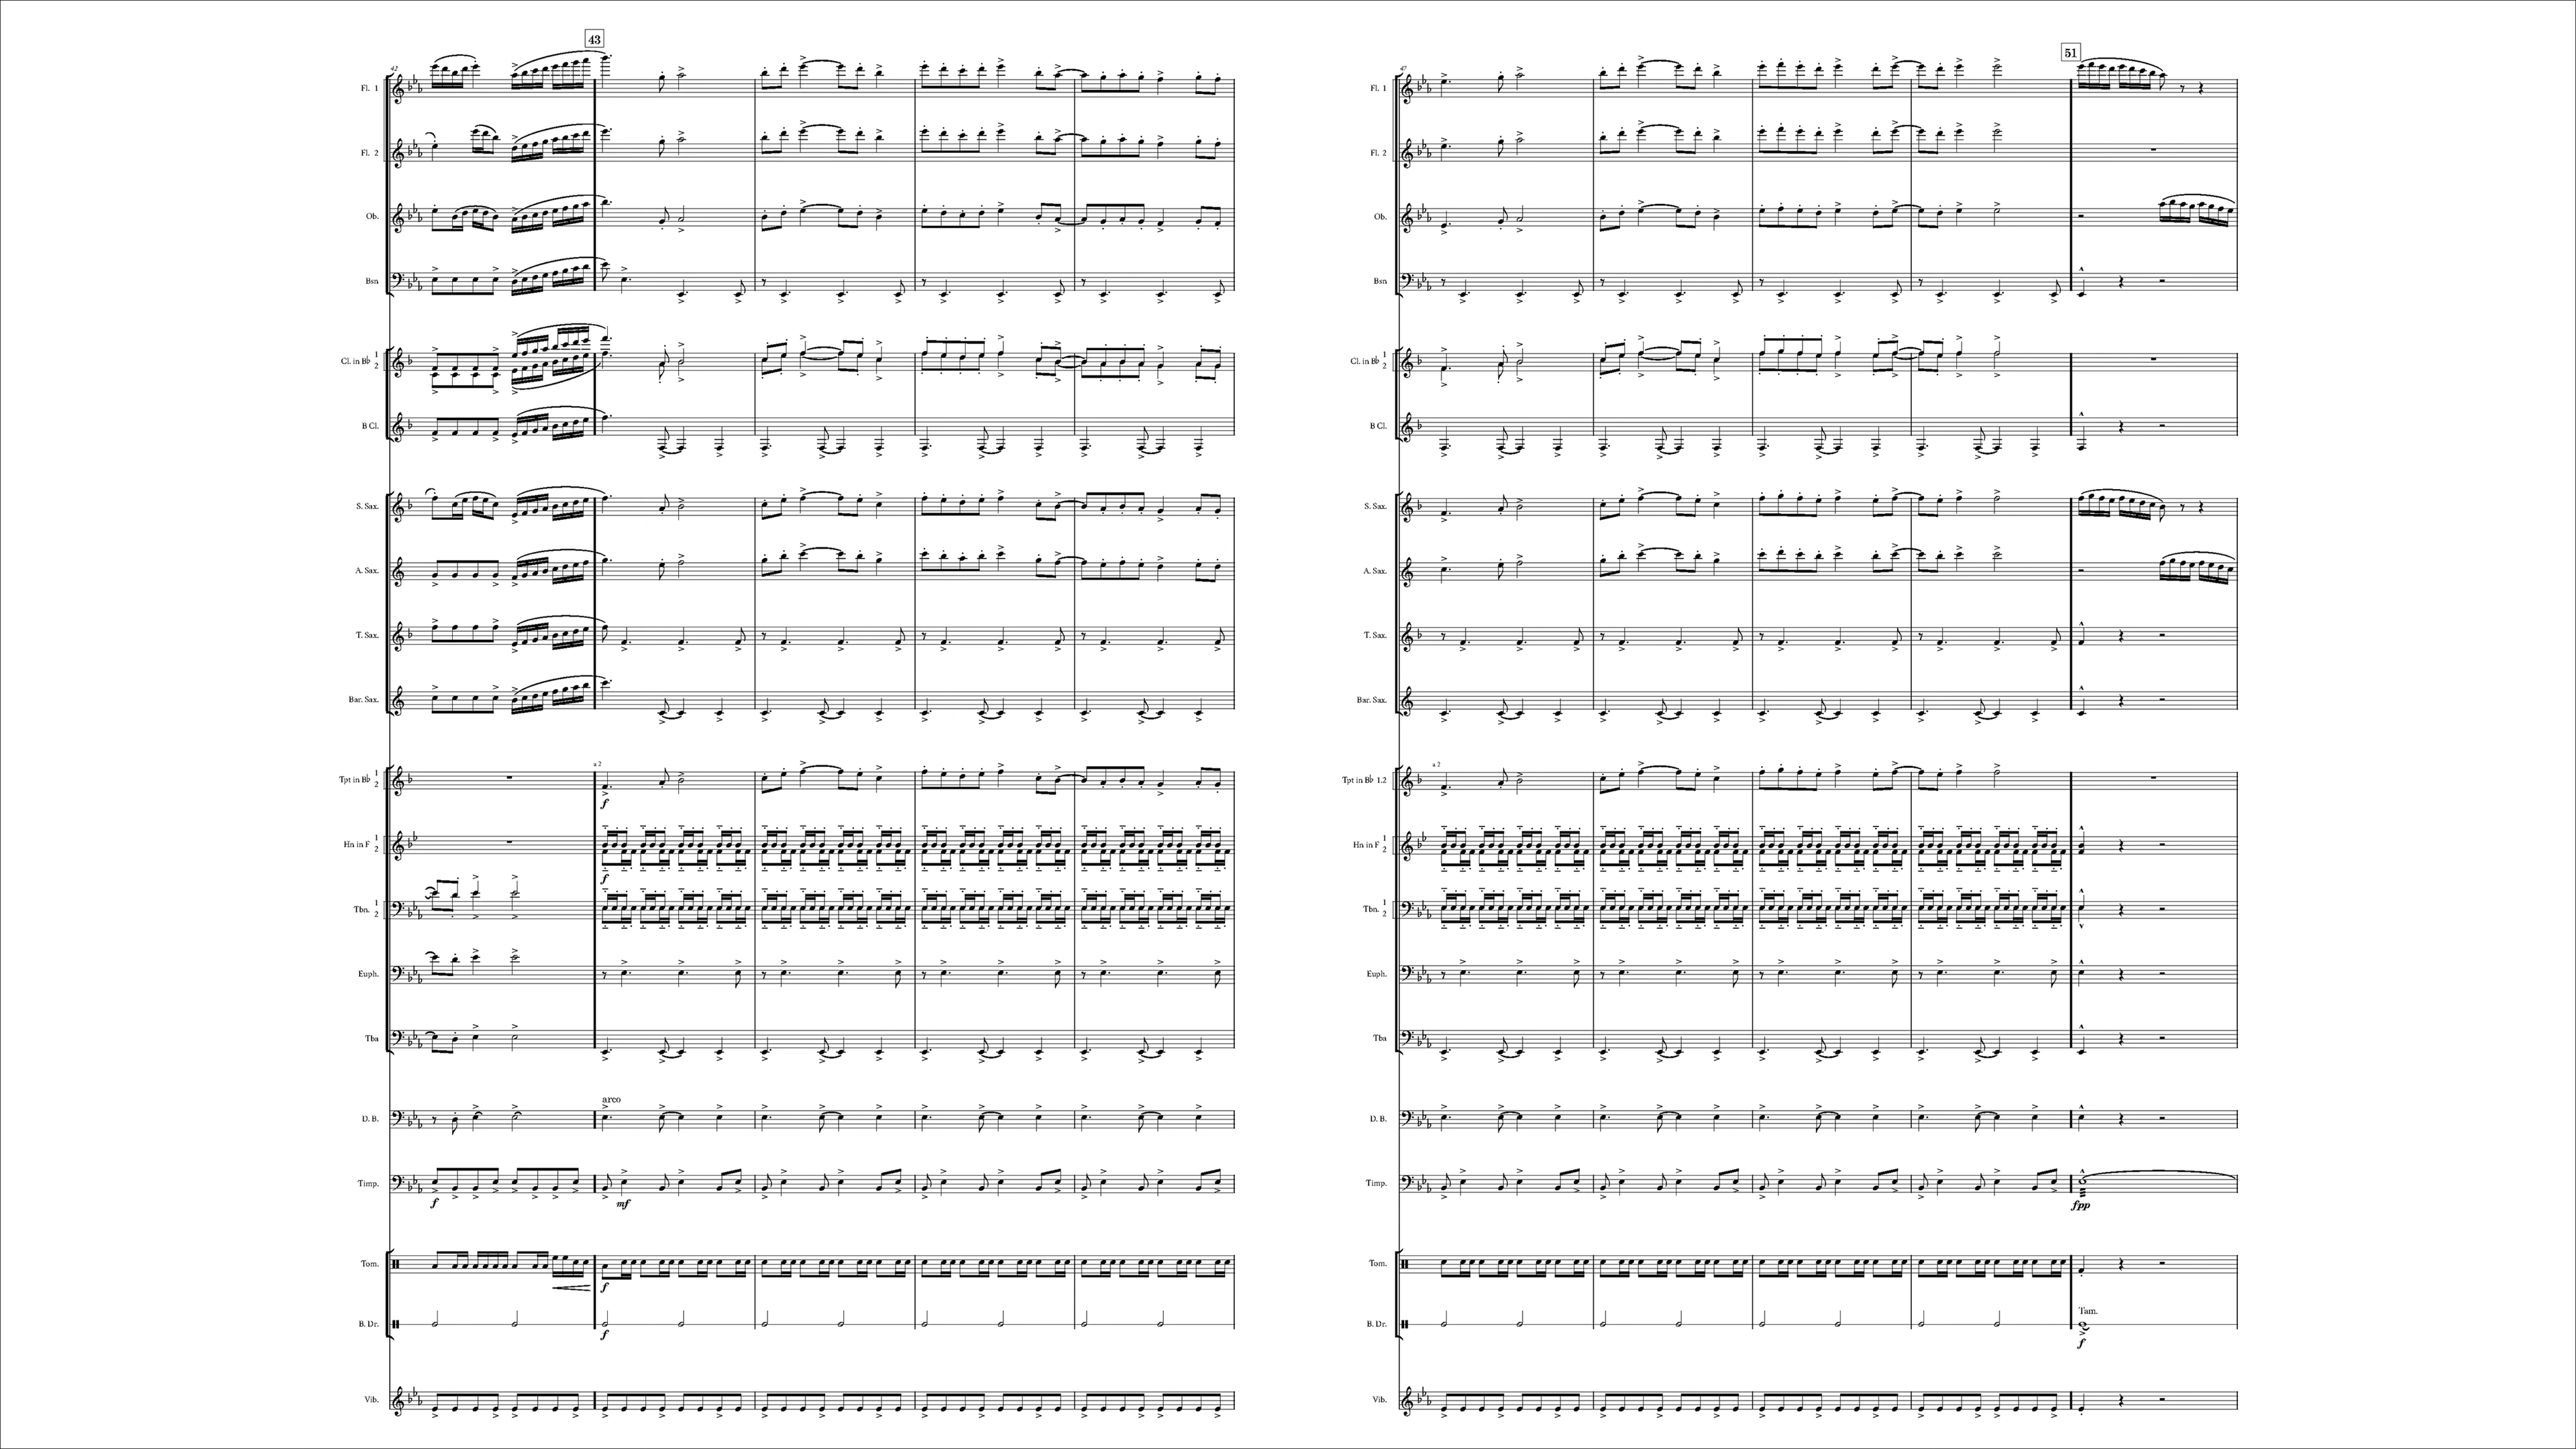 43
42
Fl. 1
Fl. 2
Ob.
Bsn
Cl. in B♭ 1 2
B Cl.
S. Sax.
A. Sax.
T. Sax.
Bar. Sax.
Tpt in B♭ 1 2
a 2
f
Hn in F 1 2
f
Tbn. 1 2
Euph.
Tba
arco
D. B.
Timp.
f mf
Tom.
f
B. Dr.
f
Vib.
51
47
Fl. 1
Fl. 2
Ob.
Bsn
Cl. in B♭ 1 2
B Cl.
S. Sax.
A. Sax.
T. Sax.
Bar. Sax.
a 2
Tpt in B♭ 1.2
Hn in F 1 2
Tbn. 1 2
Euph.
Tba
D. B.
Timp.
fpp
Tom.
Tam.
B. Dr.
f
Vib.